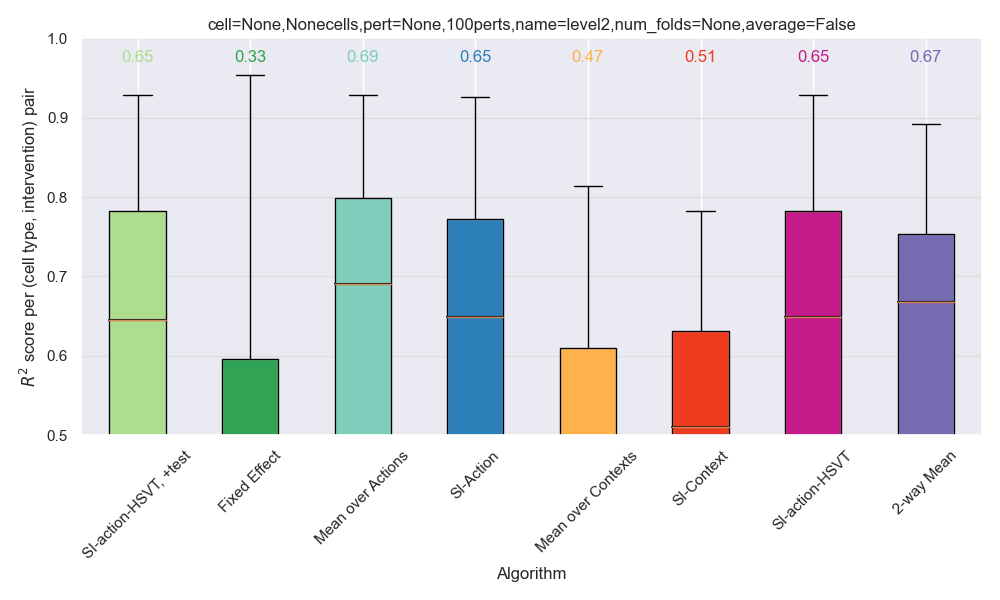 cell=None,Nonecells,pert=None,100perts,name=level2,num_folds=None,average=False
R² score per (cell type, intervention) pair
1.0
0.9
0.8
0.7
0.6
0.5
0.65 0.33 0.69 0.65 0.47 0.51 0.65 0.67
SI-action-HSVT, +test
Fixed Effect
Mean over Actions
SI-Action
Mean over Contexts
SI-Context
SI-action-HSVT
2-way Mean
Algorithm